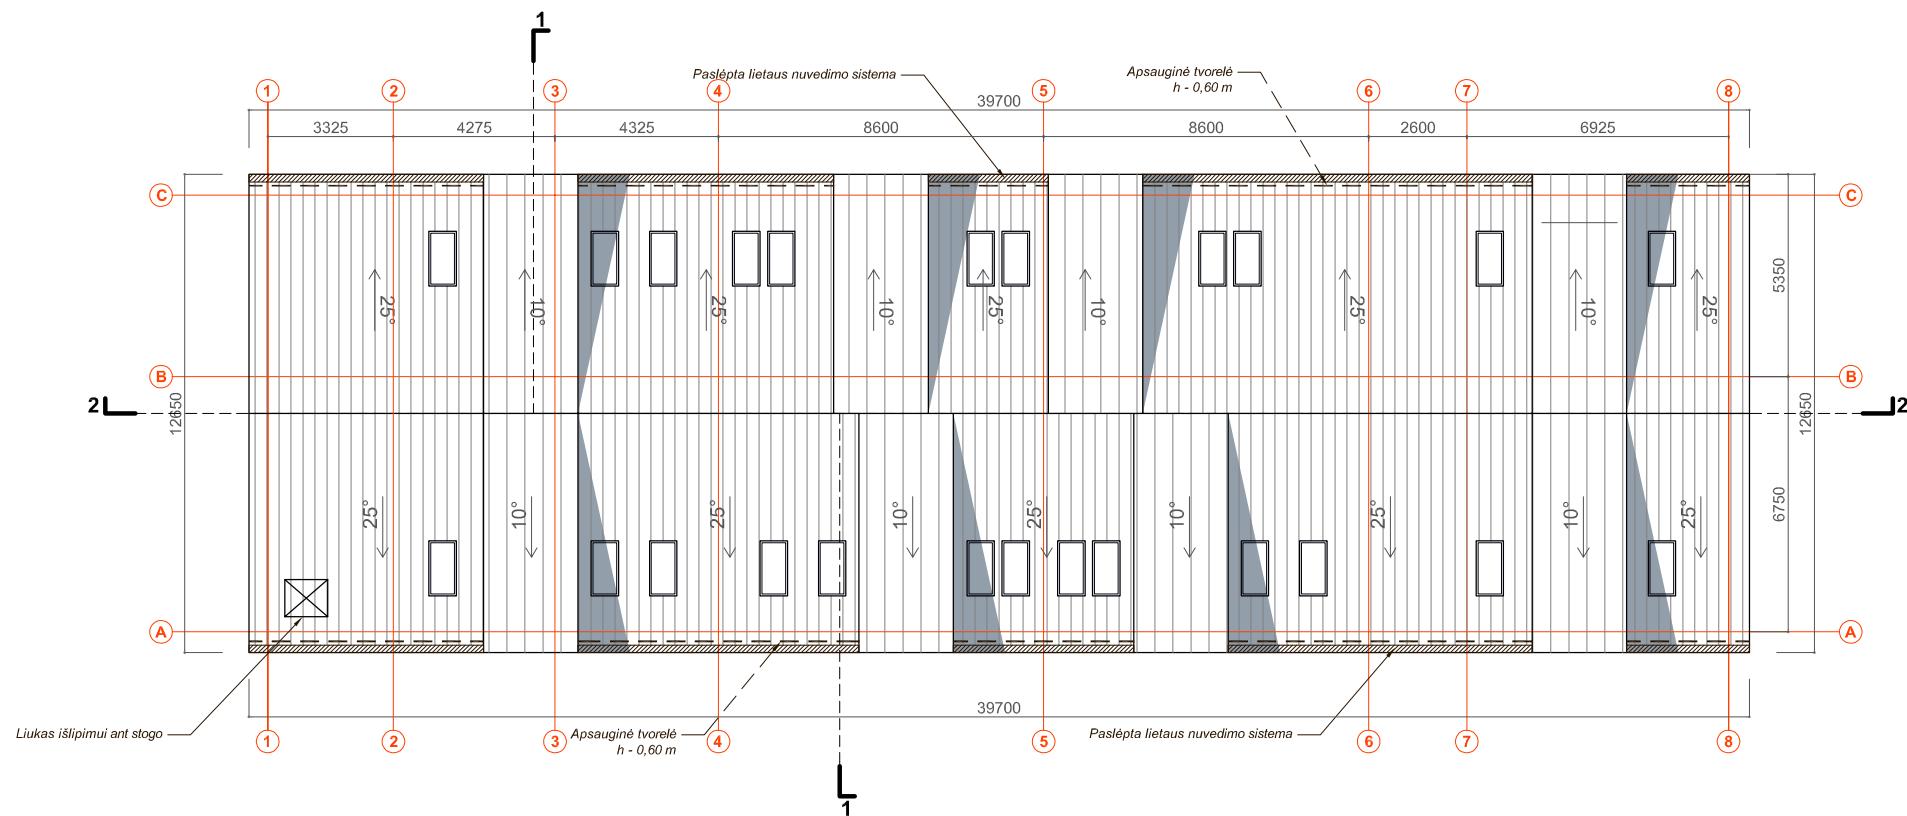 1
Paslėpta lietaus nuvedimo sistema
Apsauginė tvorelė
h - 0,60 m
1 2 3 4 5 6 7 8
39700
3325 4275 4325 8600 8600 2600 6925
C C
25° 10° 25° 10° 25° 10° 25° 10° 25°
5350
B B
2 2
12650 12650
25° 10° 25° 10° 25° 10° 25° 10° 25°
6750
A A
39700
Liukas išlipimui ant stogo
Apsauginė tvorelė
h - 0,60 m
Paslėpta lietaus nuvedimo sistema
1 2 3 4 5 6 7 8
1